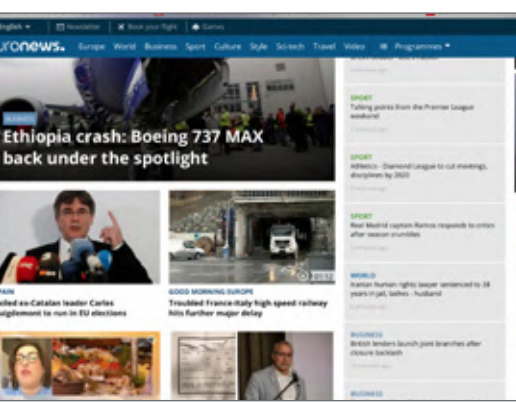 nglish
Newsletter
Book your flight
Games
uronews.
Europe World Business Sport Culture Style Sci-tech Travel Video Programmes
BUSINESS
Ethiopia crash: Boeing 737 MAX
back under the spotlight
PAIN
iled ex-Catalan leader Carles
uigdemont to run in EU elections
01:12
GOOD MORNING EUROPE
Troubled France-Italy high speed railway
hits further major delay
SPORT
Talking points from the Premier League
weekend
SPORT
Athletics - Diamond League to cut meetings,
disciplines by 2020
SPORT
Real Madrid captain Ramos responds to critics
after season crumbles
WORLD
Iranian human rights lawyer sentenced to 38
years in jail, lashes - husband
BUSINESS
British lenders launch joint branches after
closure backlash
BUSINESS